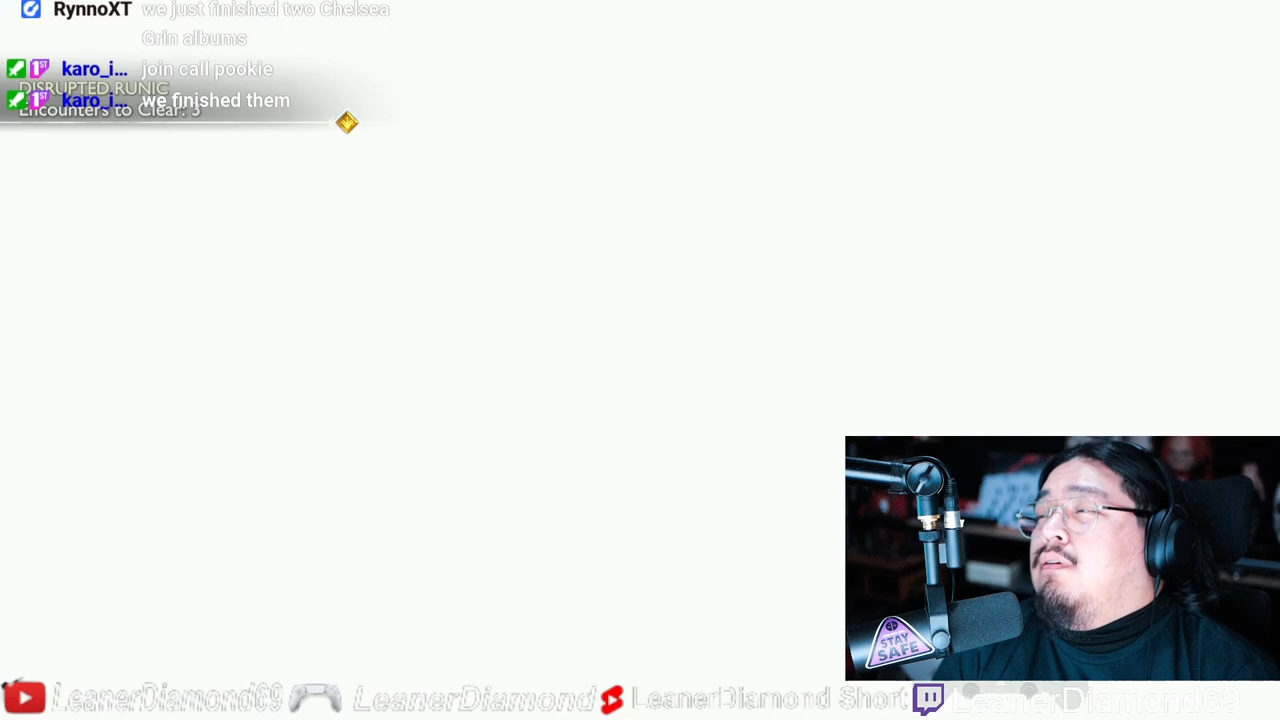 RynnoXT we just finished two Chelsea
Grin albums
karo_i... join call pookie
DISRUPTED RUNIC
karo_i... we finished them
Encounters to Clear: 3
STAY
SAFE
LeanerDiamond69 LeanerDiamond LeanerDiamond Short LeanerDiamond69